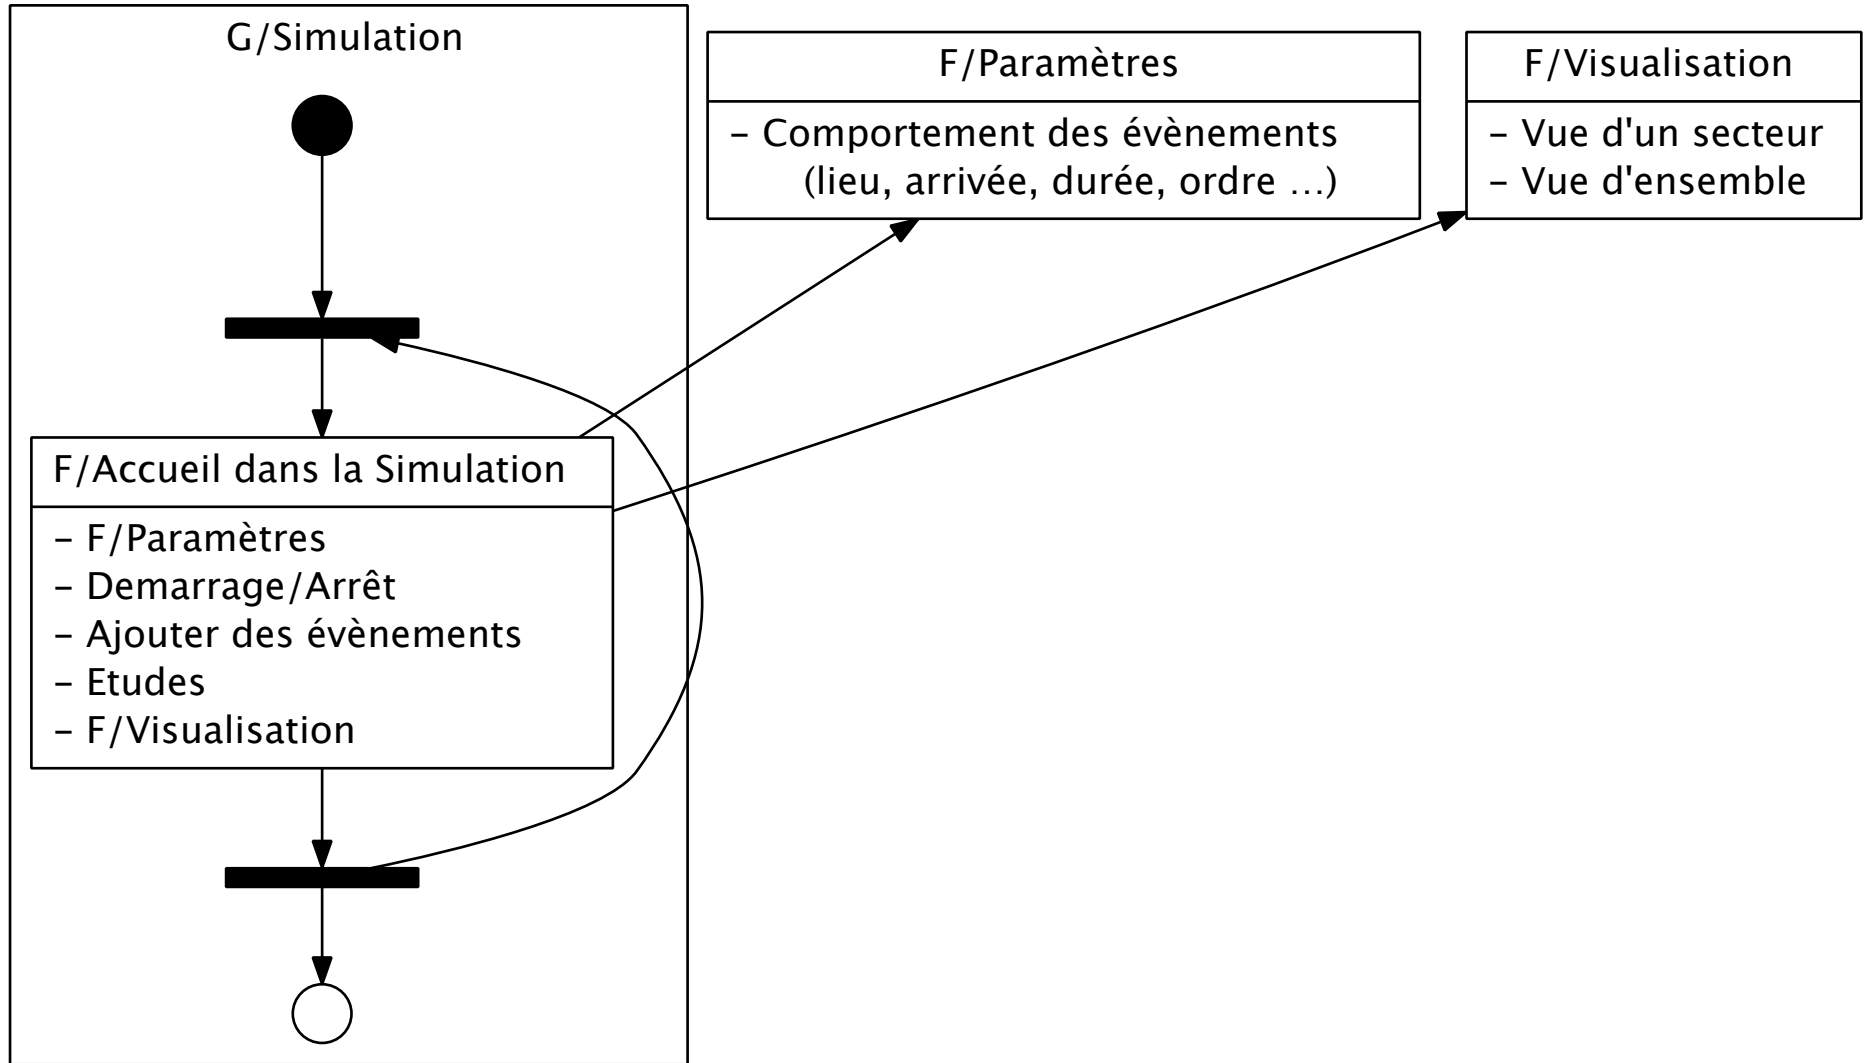 G/Simulation
F/Paramètres
– Comportement des évènements
(lieu, arrivée, durée, ordre …)
F/Visualisation
– Vue d'un secteur
– Vue d'ensemble
F/Accueil dans la Simulation
– F/Paramètres
– Demarrage/Arrêt
– Ajouter des évènements
– Etudes
– F/Visualisation